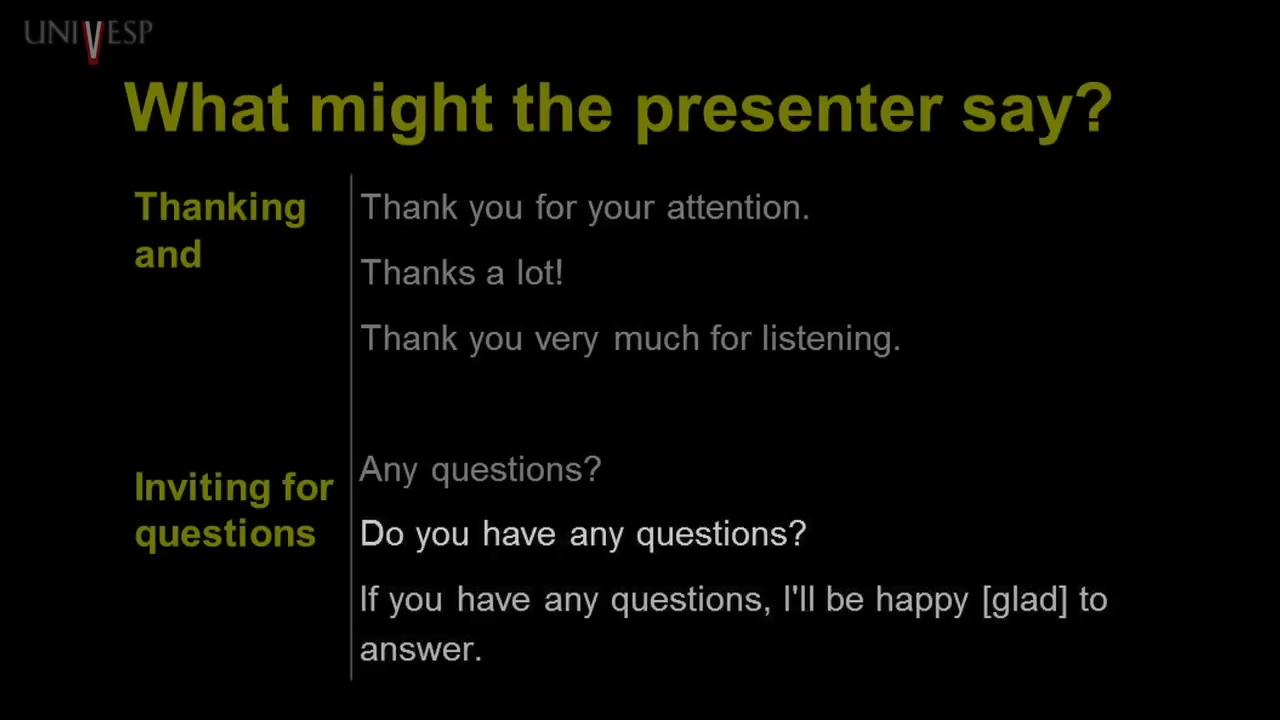 UNIVESP
What might the presenter say?
Thanking
and
Thank you for your attention.
Thanks a lot!
Thank you very much for listening.
Inviting for
questions
Any questions?
Do you have any questions?
If you have any questions, I'll be happy [glad] to
answer.